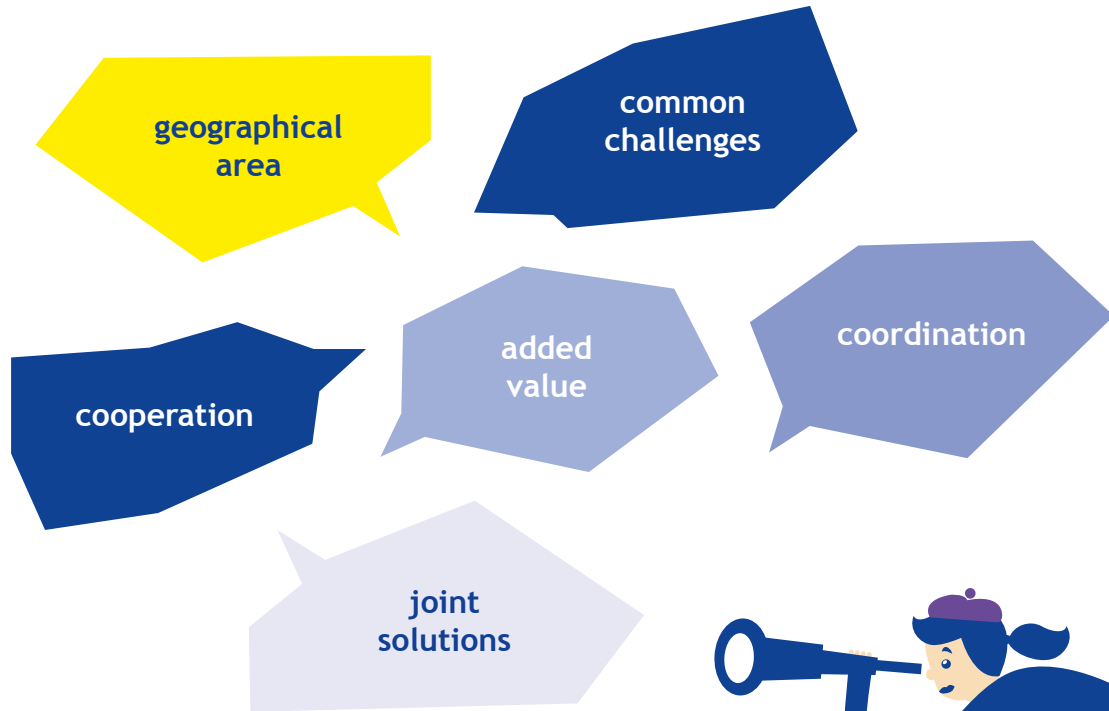 geographical
area
common
challenges
cooperation
added
value
coordination
joint
solutions